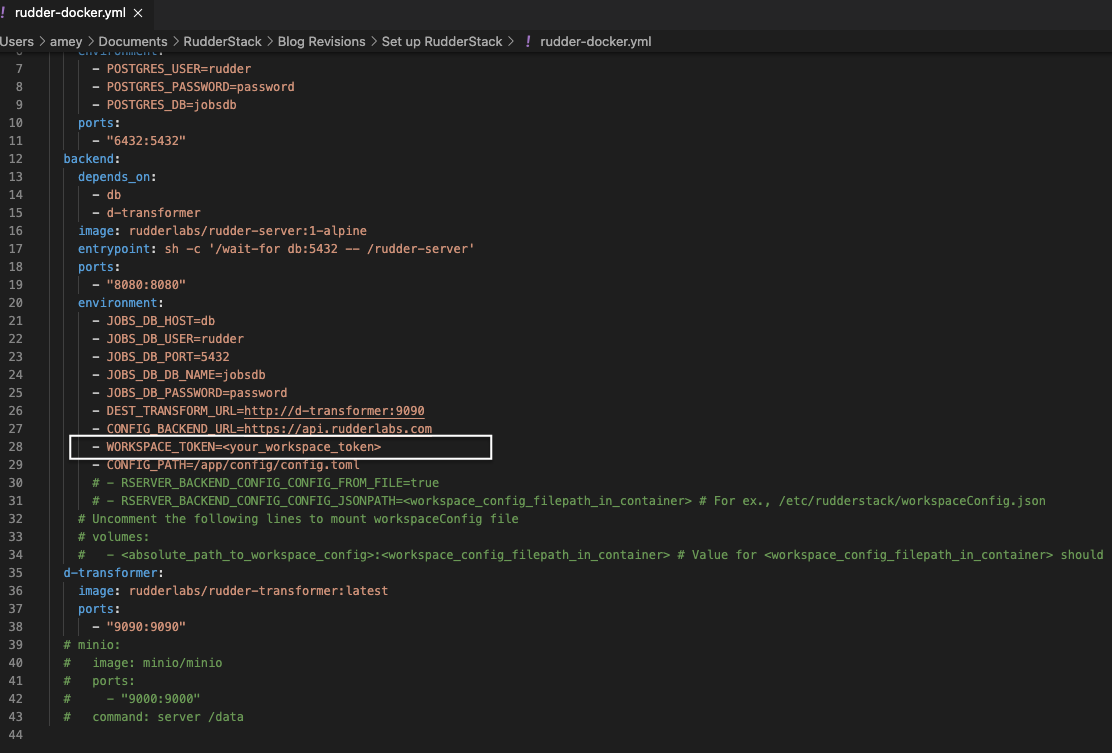 ! rudder-docker.yml ×
Users > amey > Documents > RudderStack > Blog Revisions > Set up RudderStack > ! rudder-docker.yml
6 environment:
7 - POSTGRES_USER=rudder
8 - POSTGRES_PASSWORD=password
9 - POSTGRES_DB=jobsdb
10 ports:
11 - "6432:5432"
12 backend:
13 depends_on:
14 - db
15 - d-transformer
16 image: rudderlabs/rudder-server:1-alpine
17 entrypoint: sh -c '/wait-for db:5432 -- /rudder-server'
18 ports:
19 - "8080:8080"
20 environment:
21 - JOBS_DB_HOST=db
22 - JOBS_DB_USER=rudder
23 - JOBS_DB_PORT=5432
24 - JOBS_DB_DB_NAME=jobsdb
25 - JOBS_DB_PASSWORD=password
26 - DEST_TRANSFORM_URL=http://d-transformer:9090
27 - CONFIG_BACKEND_URL=https://api.rudderlabs.com
28 - WORKSPACE_TOKEN=<your_workspace_token>
29 - CONFIG_PATH=/app/config/config.toml
30 # - RSERVER_BACKEND_CONFIG_CONFIG_FROM_FILE=true
31 # - RSERVER_BACKEND_CONFIG_CONFIG_JSONPATH=<workspace_config_filepath_in_container> # For ex., /etc/rudderstack/workspaceConfig.json
32 # Uncomment the following lines to mount workspaceConfig file
33 # volumes:
34 # - <absolute_path_to_workspace_config>:<workspace_config_filepath_in_container> # Value for <workspace_config_filepath_in_container> should
35 d-transformer:
36 image: rudderlabs/rudder-transformer:latest
37 ports:
38 - "9090:9090"
39 # minio:
40 # image: minio/minio
41 # ports:
42 # - "9000:9000"
43 # command: server /data
44